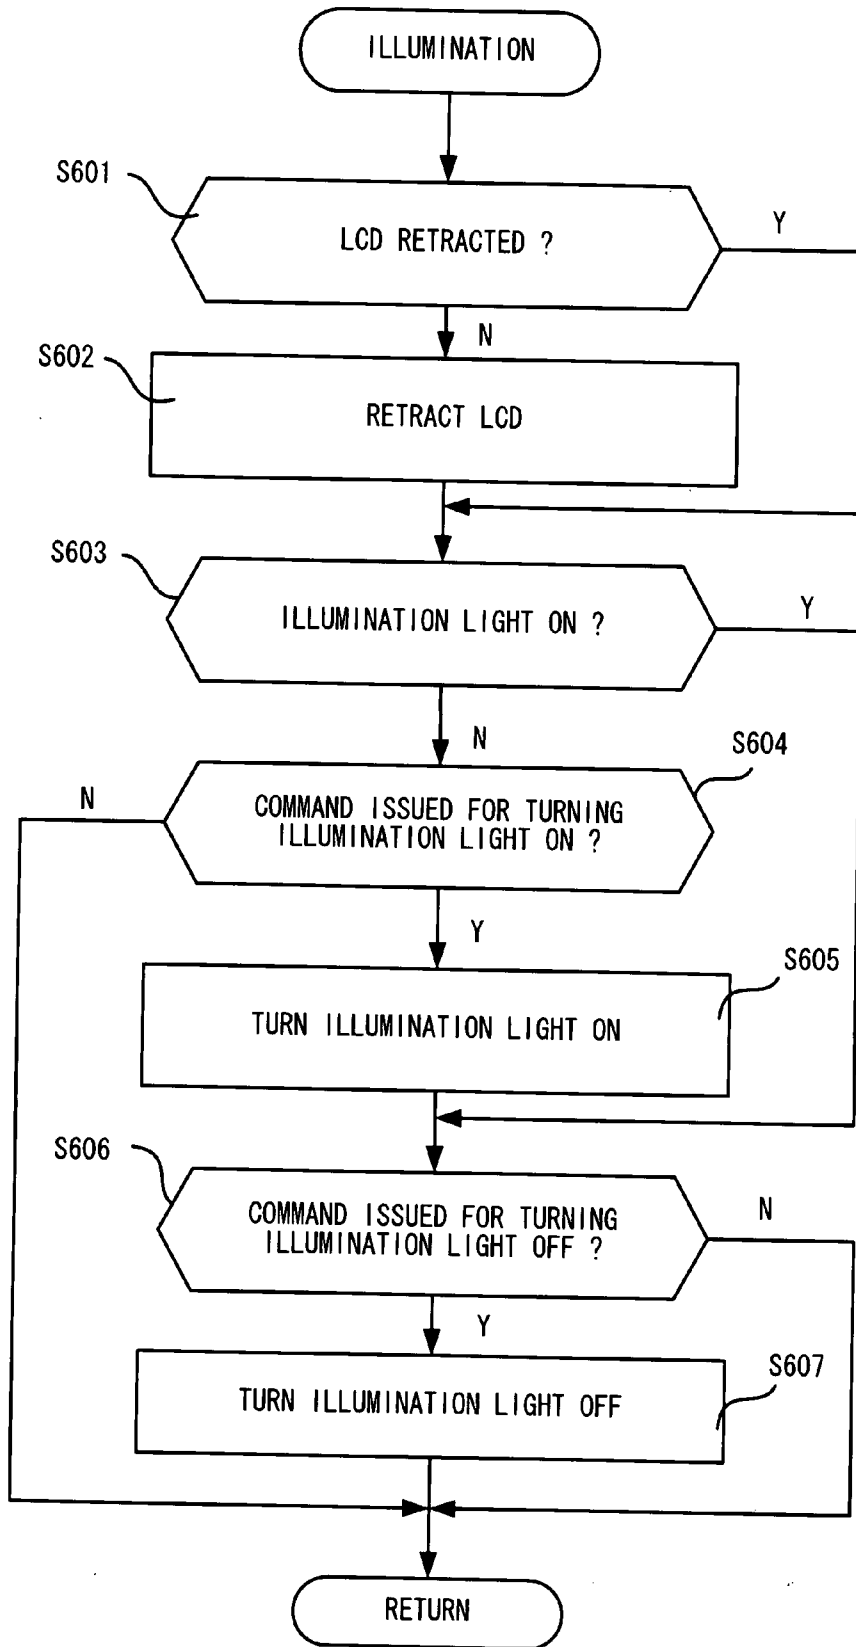 ILLUMINATION
S601
LCD RETRACTED ?
Y
N
S602
RETRACT LCD
S603
ILLUMINATION LIGHT ON ?
Y
N
S604
N
COMMAND ISSUED FOR TURNING
ILLUMINATION LIGHT ON ?
Y
S605
TURN ILLUMINATION LIGHT ON
S606
COMMAND ISSUED FOR TURNING
ILLUMINATION LIGHT OFF ?
N
Y
S607
TURN ILLUMINATION LIGHT OFF
RETURN